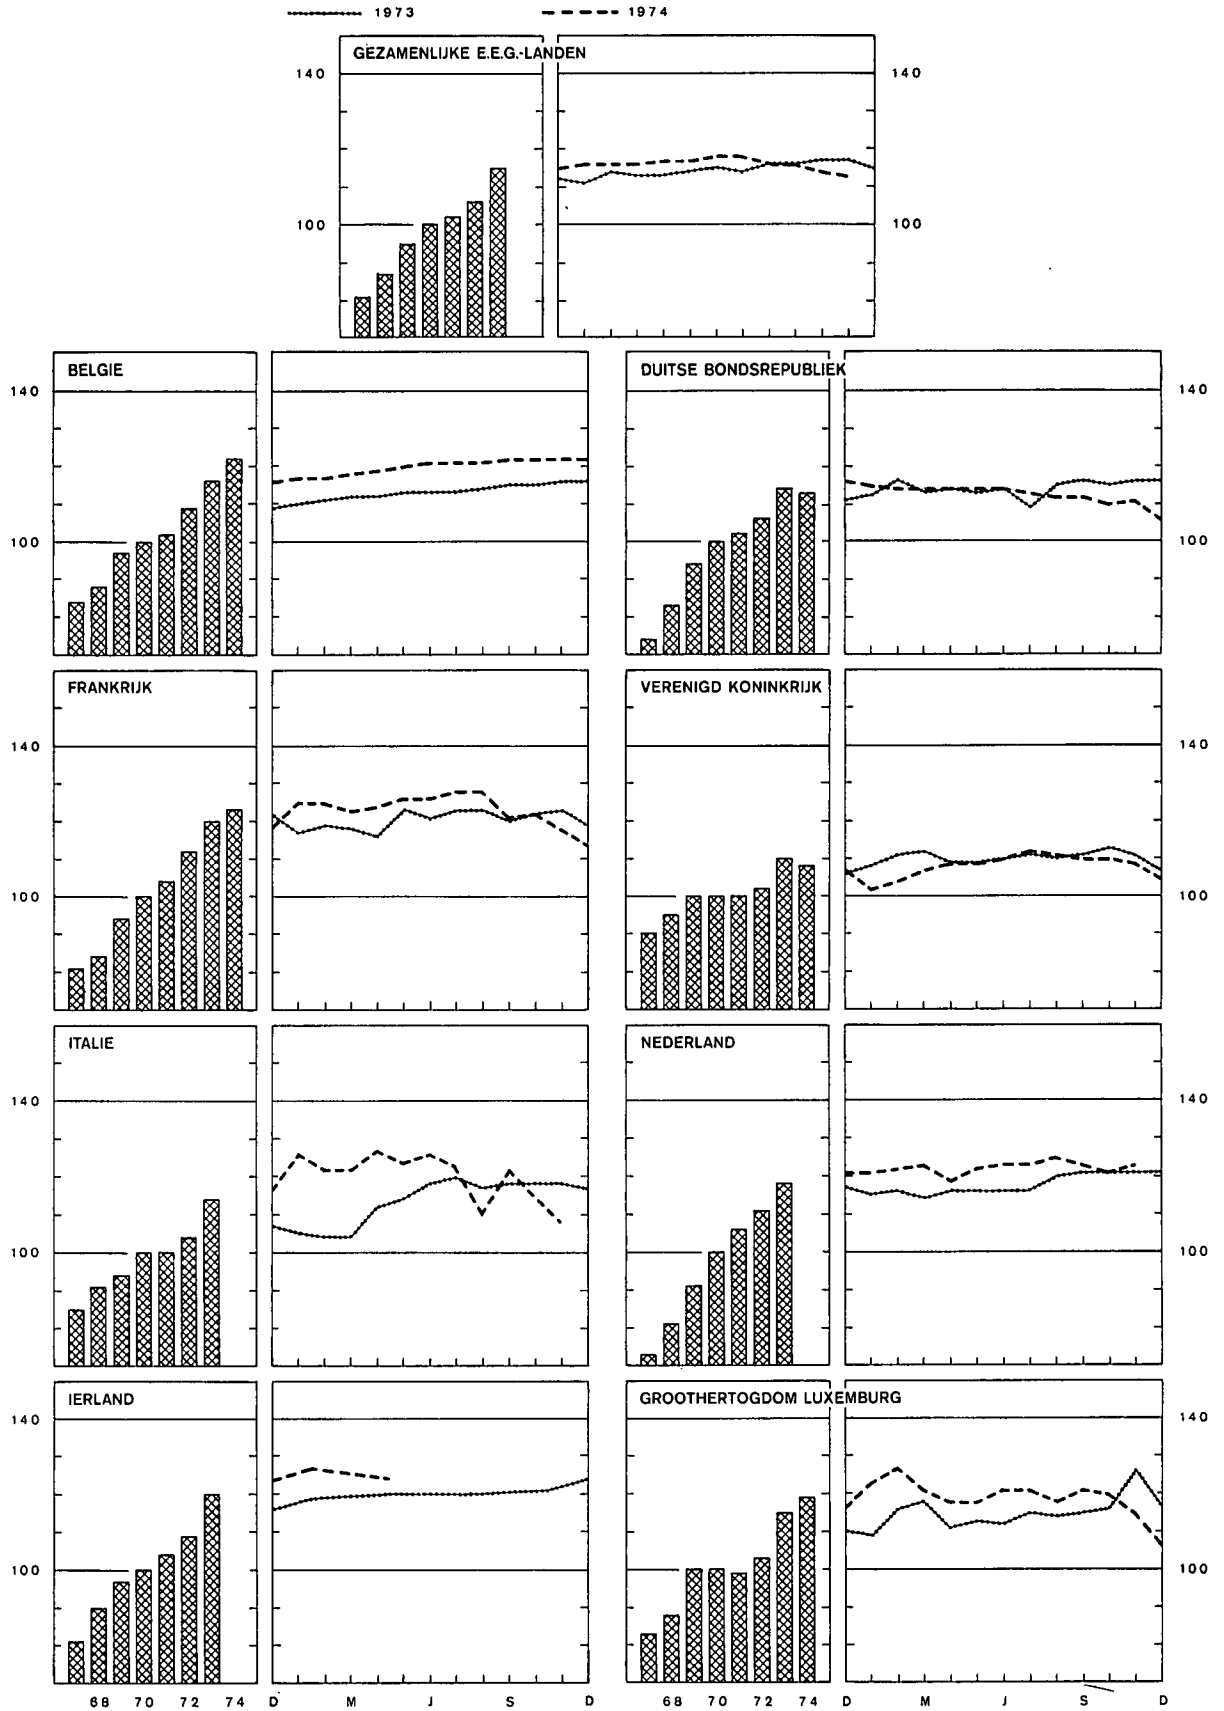 1973 1974
GEZAMENLIJKE E.E.G.-LANDEN
140 140
100 100
BELGIE DUITSE BONDSREPUBLIEK
140 140
100 100
FRANKRIJK VERENIGD KONINKRIJK
140 140
100 100
ITALIE NEDERLAND
140 140
100 100
IERLAND GROOTHERTOGDOM LUXEMBURG
140 140
100 100
68 70 72 74 D M J S D 68 70 72 74 D M J S D